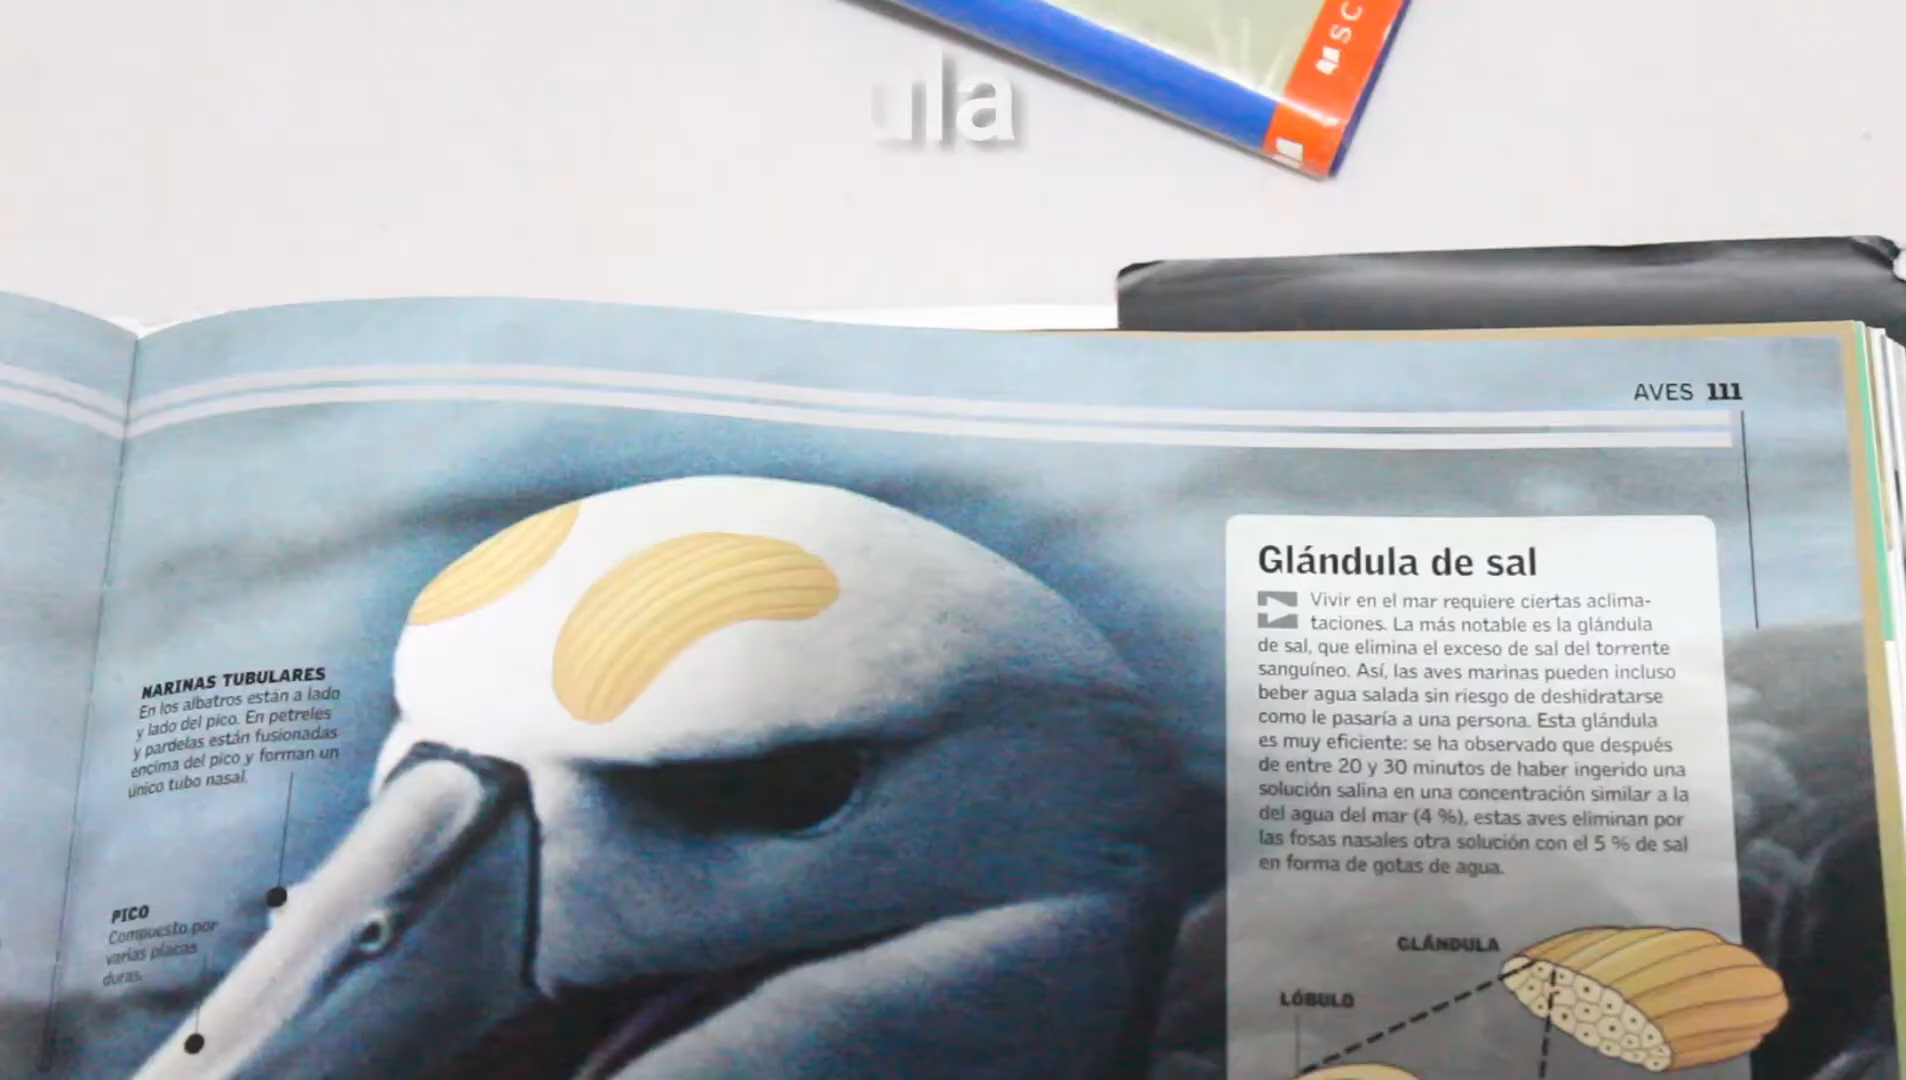 ula
SC
AVES 111
Glándula de sal
Vivir en el mar requiere ciertas aclima-
taciones. La más notable es la glándula
de sal, que elimina el exceso de sal del torrente
sanguíneo. Así, las aves marinas pueden incluso
beber agua salada sin riesgo de deshidratarse
como le pasaría a una persona. Esta glándula
es muy eficiente: se ha observado que después
de entre 20 y 30 minutos de haber ingerido una
solución salina en una concentración similar a la
del agua del mar (4 %), estas aves eliminan por
las fosas nasales otra solución con el 5 % de sal
en forma de gotas de agua.
NARINAS TUBULARES
En los albatros están a lado
y lado del pico. En petreles
y pardelas están fusionadas
encima del pico y forman un
único tubo nasal.
PICO
Compuesto por
varias placas
duras.
GLÁNDULA
LÓBULO